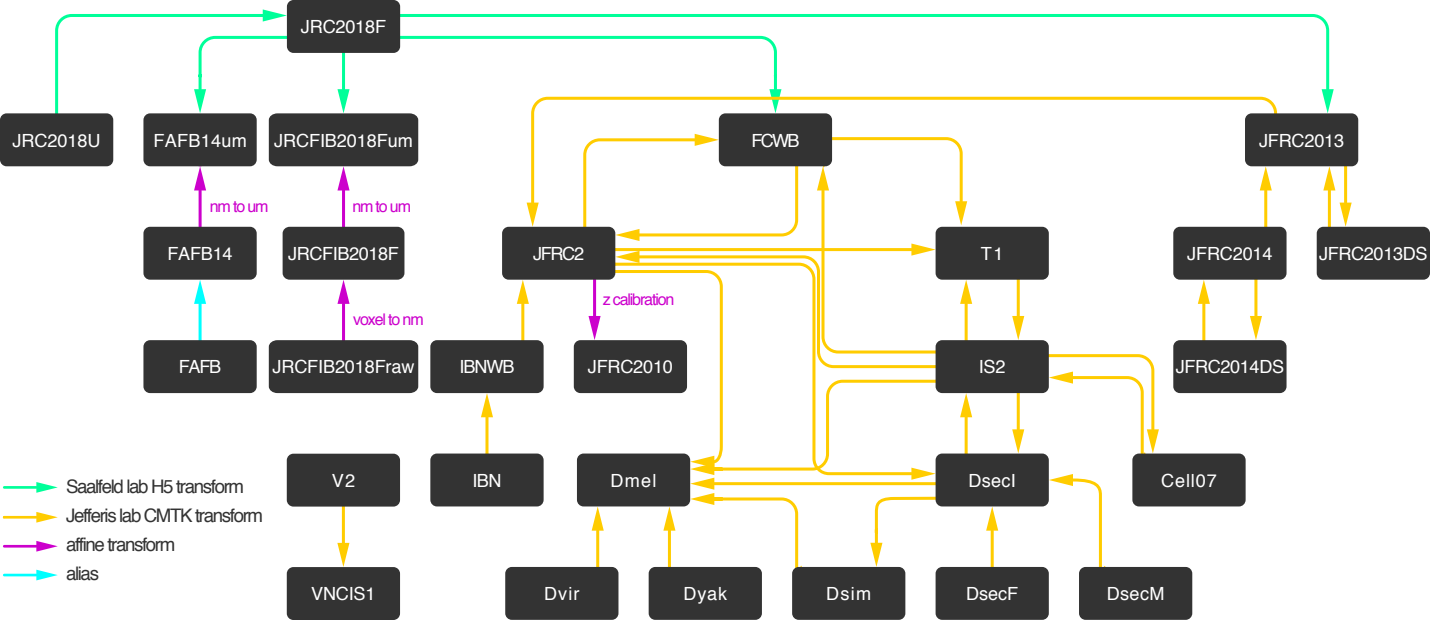 JRC2018F
JRC2018U
FAFB14um
JRCFIB2018Fum
FCWB
JFRC2013
nm to um
nm to um
FAFB14
JRCFIB2018F
JFRC2
T1
JFRC2014
JFRC2013DS
z calibration
voxel to nm
FAFB
JRCFIB2018Fraw
IBNWB
JFRC2010
IS2
JFRC2014DS
V2
IBN
Dmel
DsecI
Cell07
Saalfeld lab H5 transform
Jefferis lab CMTK transform
affine transform
alias
VNCIS1
Dvir
Dyak
Dsim
DsecF
DsecM